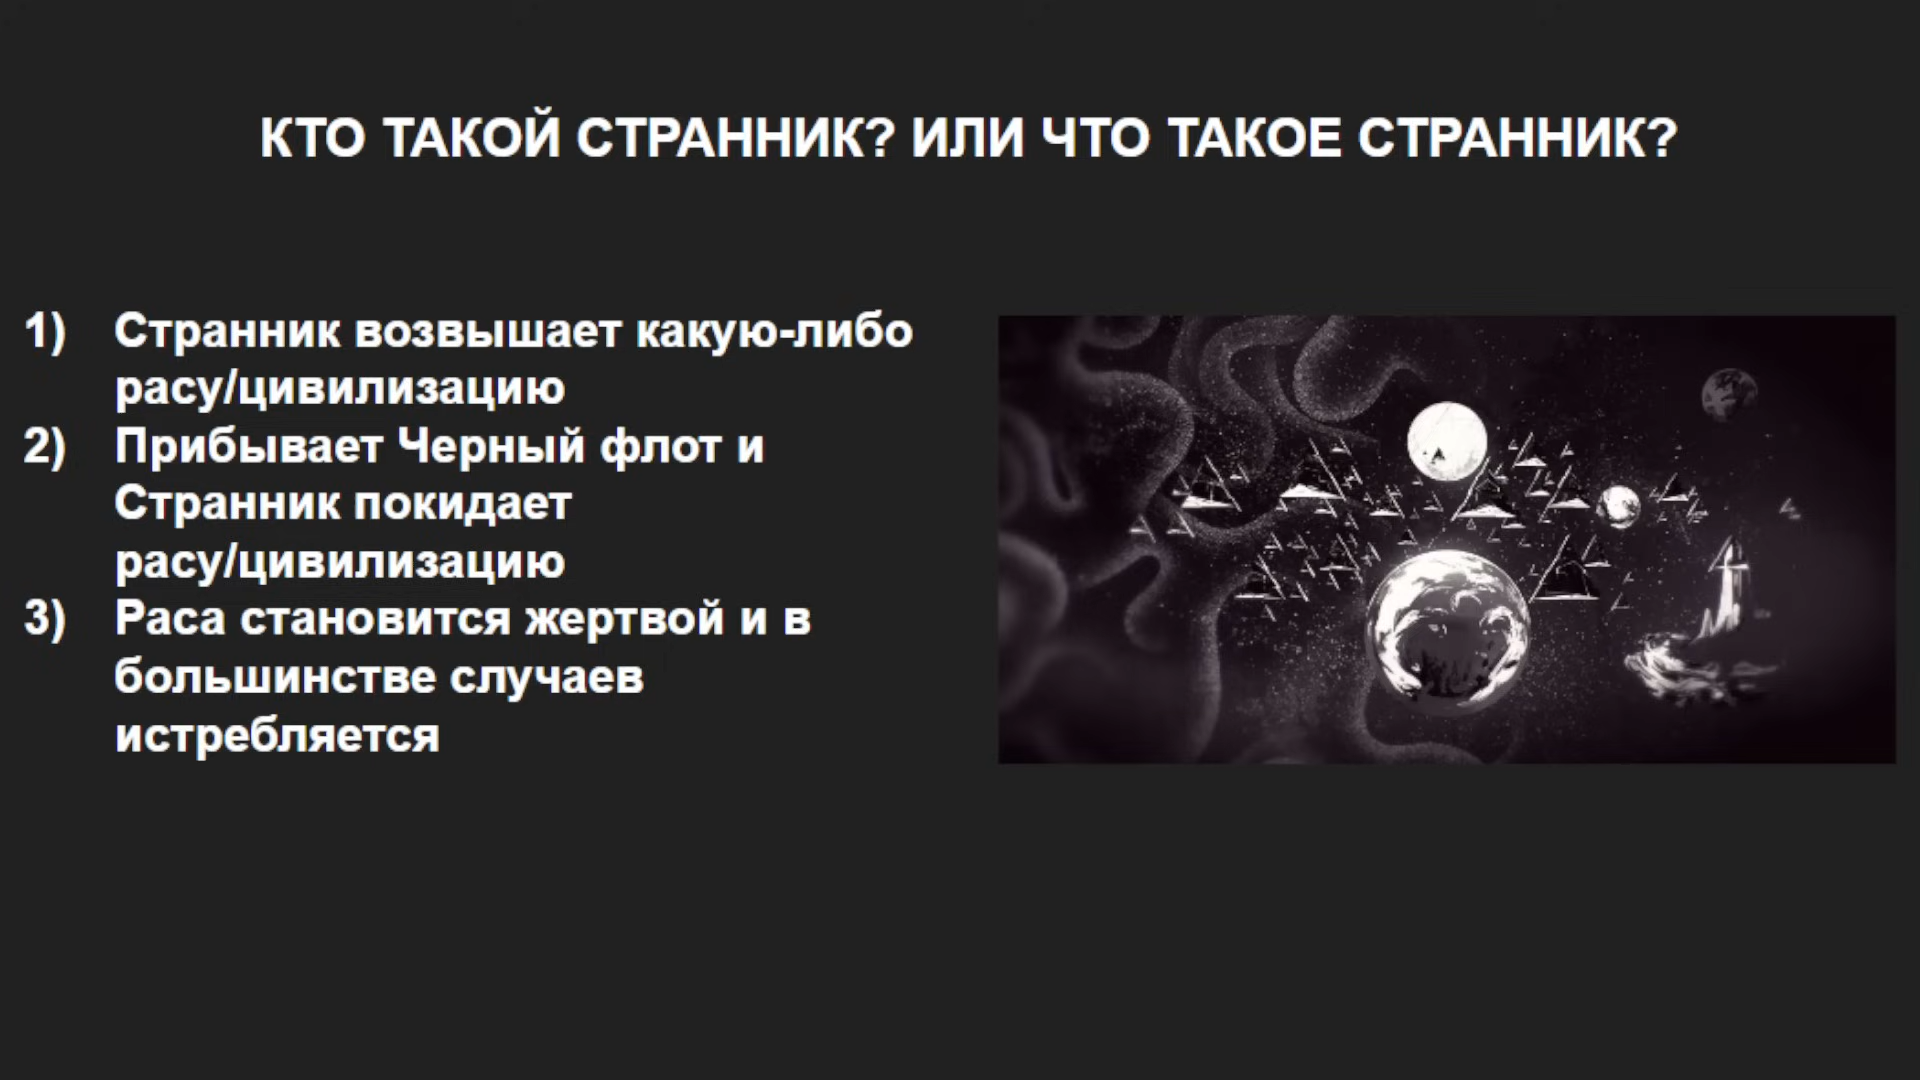 КТО ТАКОЙ СТРАННИК? ИЛИ ЧТО ТАКОЕ СТРАННИК?
1) Странник возвышает какую-либо
расу/цивилизацию
2) Прибывает Черный флот и
Странник покидает
расу/цивилизацию
3) Раса становится жертвой и в
большинстве случаев
истребляется